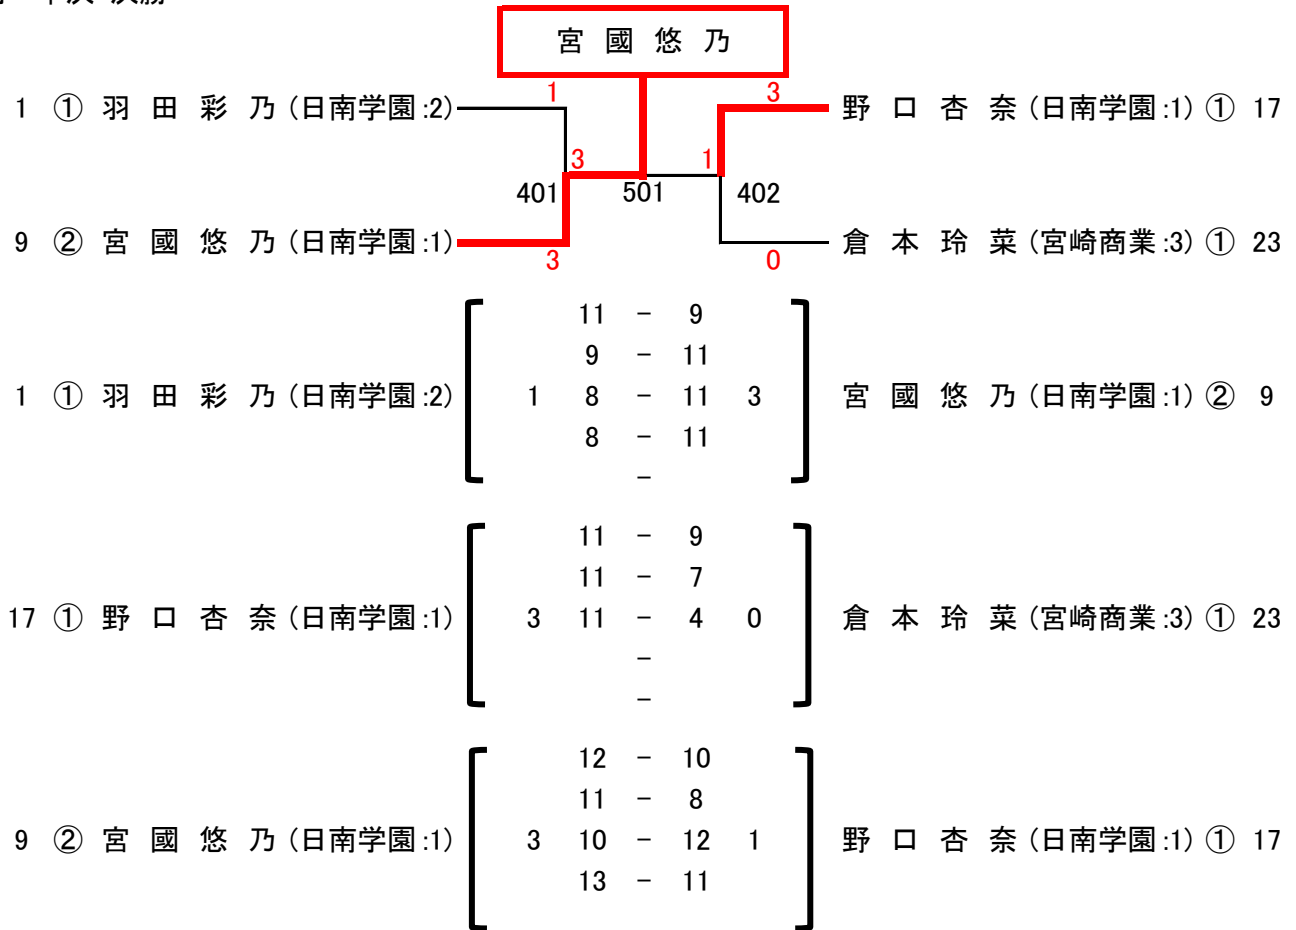 宮國悠乃
1 3
1 ① 羽田彩乃(日南学園:2) 野口杏奈(日南学園:1) ① 17
3 1
401 501 402
9 ② 宮國悠乃(日南学園:1) 倉本玲菜(宮崎商業:3) ① 23
3 0
11 - 9
9 - 11
1 ① 羽田彩乃(日南学園:2) 1 8 - 11 3 宮國悠乃(日南学園:1) ② 9
8 - 11
-
11 - 9
11 - 7
17 ① 野口杏奈(日南学園:1) 3 11 - 4 0 倉本玲菜(宮崎商業:3) ① 23
-
-
12 - 10
11 - 8
9 ② 宮國悠乃(日南学園:1) 3 10 - 12 1 野口杏奈(日南学園:1) ① 17
13 - 11